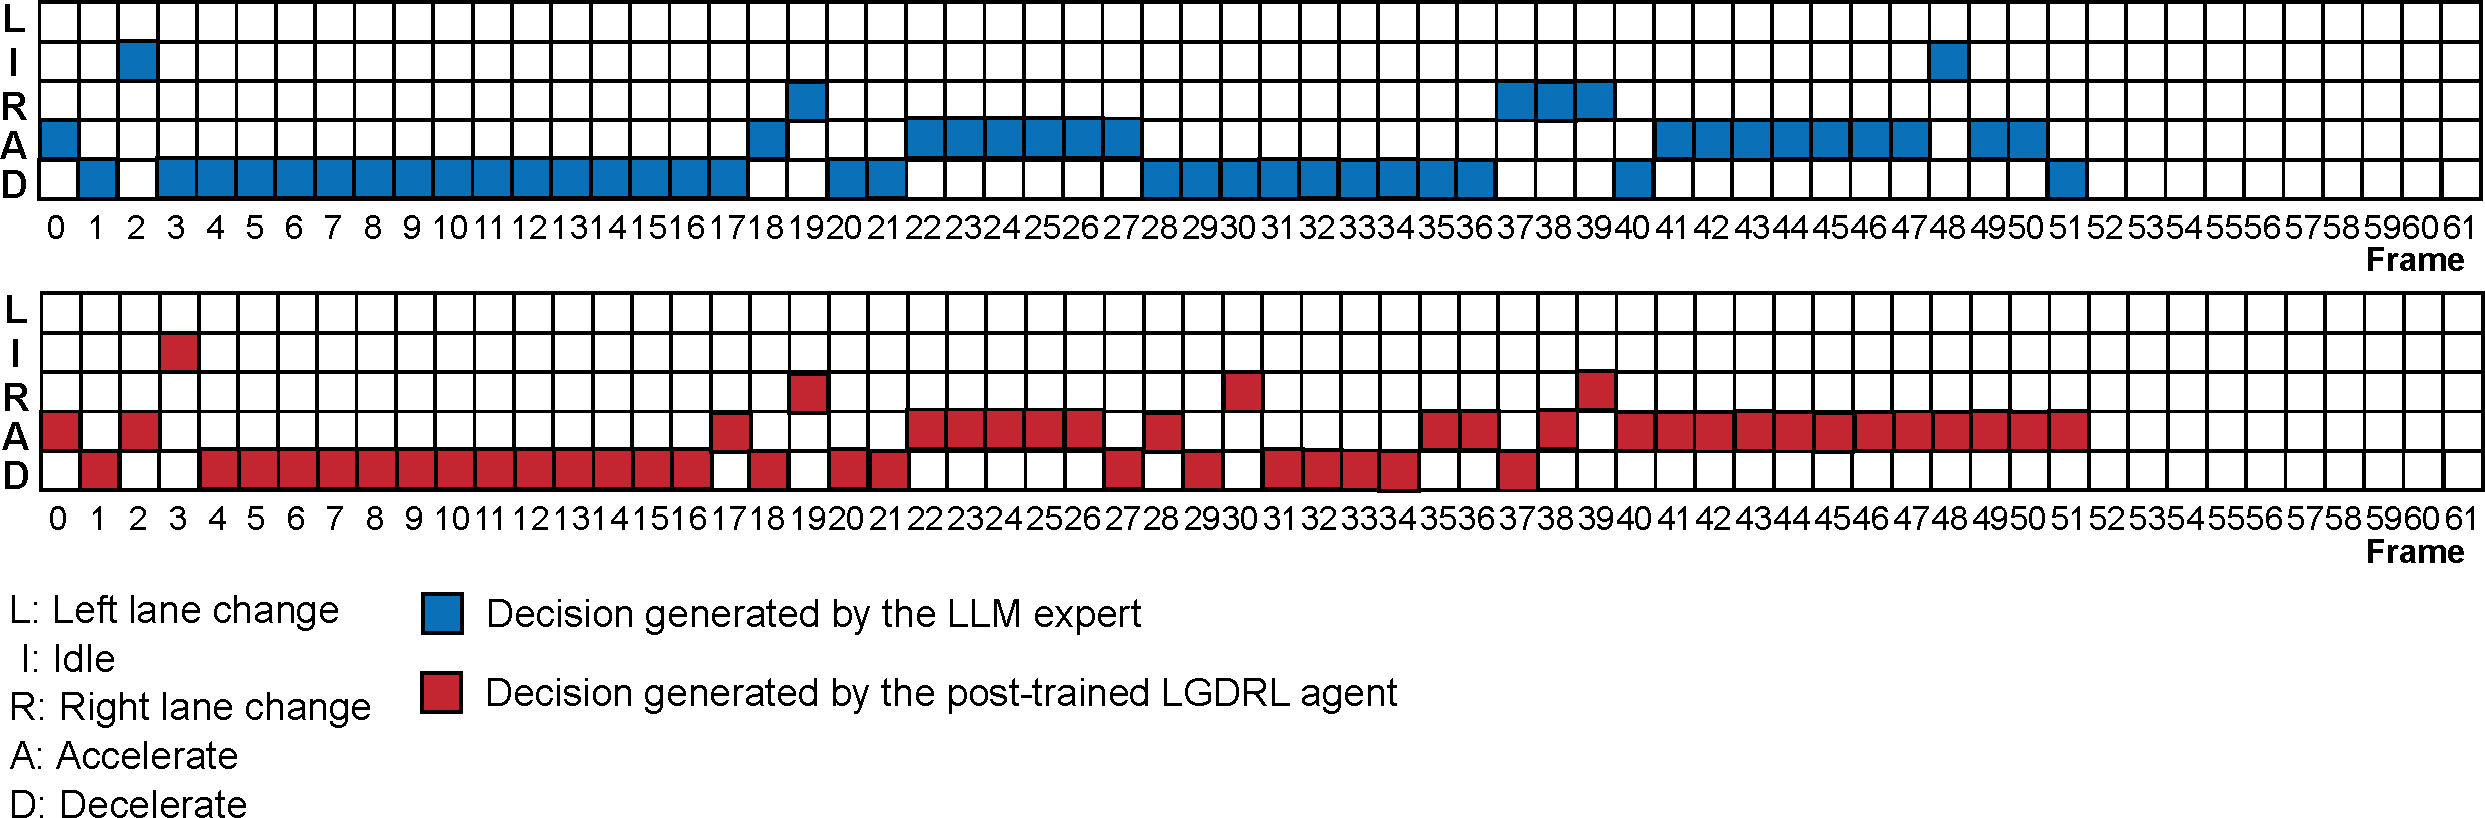 L
I
R
A
D
0 1 2 3 4 5 6 7 8 9 10 11 12 13 14 15 16 17 18 19 20 21 22 23 24 25 26 27 28 29 30 31 32 33 34 35 36 37 38 39 40 41 42 43 44 45 46 47 48 49 50 51 52 53 54 55 56 57 58 59 60 61
Frame
L
I
R
A
D
0 1 2 3 4 5 6 7 8 9 10 11 12 13 14 15 16 17 18 19 20 21 22 23 24 25 26 27 28 29 30 31 32 33 34 35 36 37 38 39 40 41 42 43 44 45 46 47 48 49 50 51 52 53 54 55 56 57 58 59 60 61
Frame
L: Left lane change
I: Idle
R: Right lane change
A: Accelerate
D: Decelerate
Decision generated by the LLM expert
Decision generated by the post-trained LGDRL agent